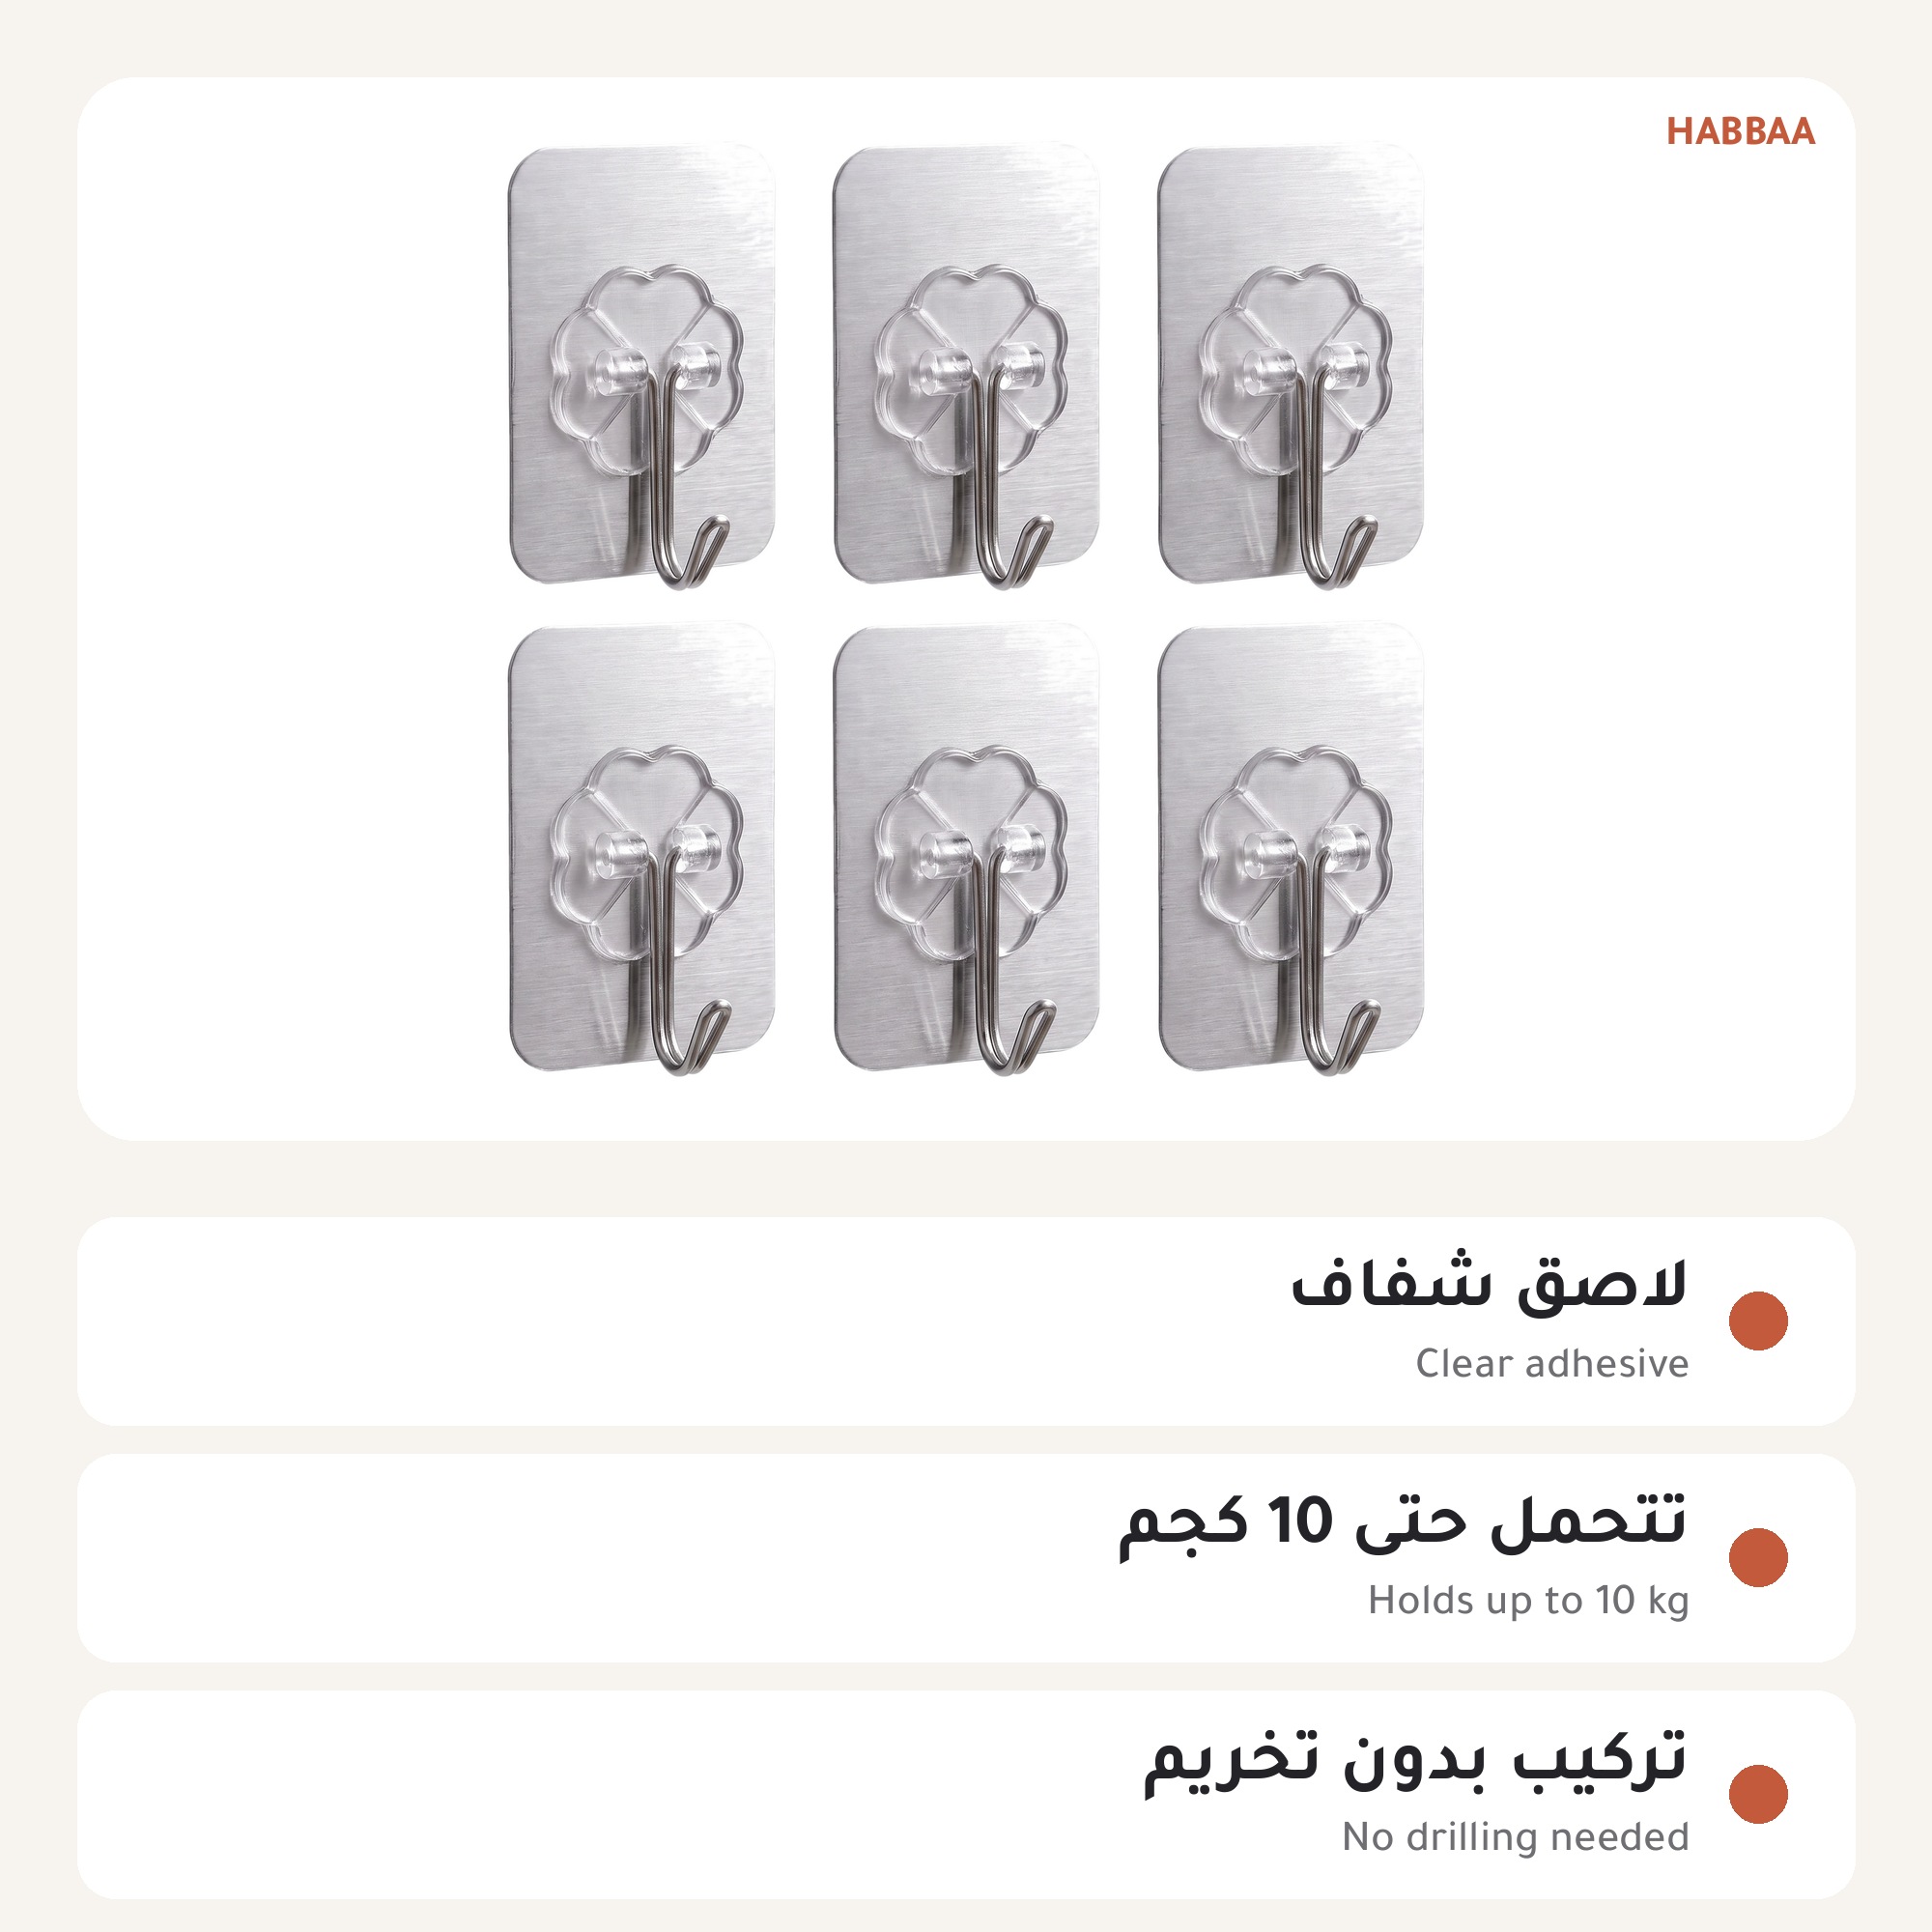 HABBAA
لاصق شفاف
Clear adhesive
تتحمل حتى 10 كجم
Holds up to 10 kg
تركيب بدون تخريم
No drilling needed